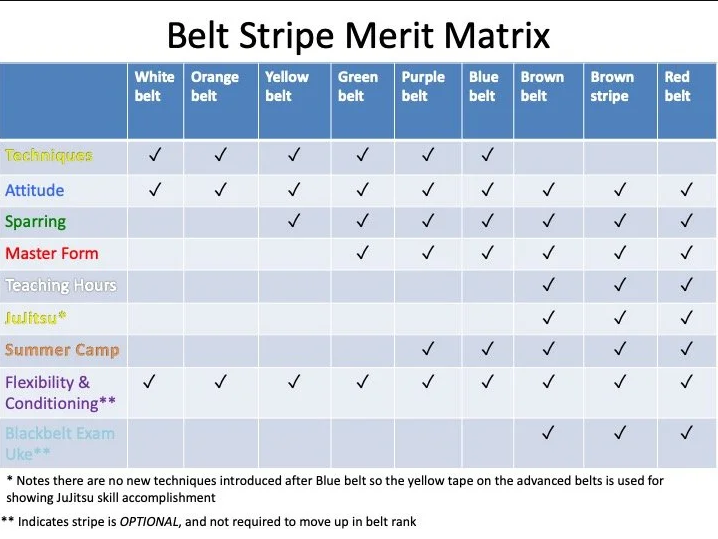 Belt Stripe Merit Matrix
White belt Orange belt Yellow belt Green belt Purple belt Blue belt Brown belt Brown stripe Red belt
Techniques ✓ ✓ ✓ ✓ ✓ ✓
Attitude ✓ ✓ ✓ ✓ ✓ ✓ ✓ ✓ ✓
Sparring ✓ ✓ ✓ ✓ ✓ ✓ ✓
Master Form ✓ ✓ ✓ ✓ ✓ ✓
Teaching Hours ✓ ✓ ✓
JuJitsu* ✓ ✓ ✓
Summer Camp ✓ ✓ ✓ ✓ ✓
Flexibility & ✓ ✓ ✓ ✓ ✓ ✓ ✓ ✓ ✓
Conditioning**
Blackbelt Exam ✓ ✓ ✓
Uke**
* Notes there are no new techniques introduced after Blue belt so the yellow tape on the advanced belts is used for
showing JuJitsu skill accomplishment
** Indicates stripe is OPTIONAL, and not required to move up in belt rank